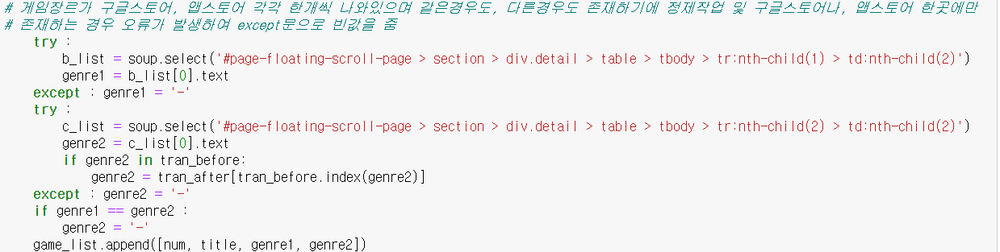 # 게임장르가 구글스토어, 앱스토어 각각 한개씩 나와있으며 같은경우도, 다른경우도 존재하기에 정제작업 및 구글스토어나, 앱스토어 한곳에만
# 존재하는 경우 오류가 발생하여 except문으로 빈값을 줌
    try :
        b_list = soup.select('#page-floating-scroll-page > section > div.detail > table > tbody > tr:nth-child(1) > td:nth-child(2)')
        genre1 = b_list[0].text
    except : genre1 = '-'
    try :
        c_list = soup.select('#page-floating-scroll-page > section > div.detail > table > tbody > tr:nth-child(2) > td:nth-child(2)')
        genre2 = c_list[0].text
        if genre2 in tran_before:
            genre2 = tran_after[tran_before.index(genre2)]
    except : genre2 = '-'
    if genre1 == genre2 :
        genre2 = '-'
    game_list.append([num, title, genre1, genre2])